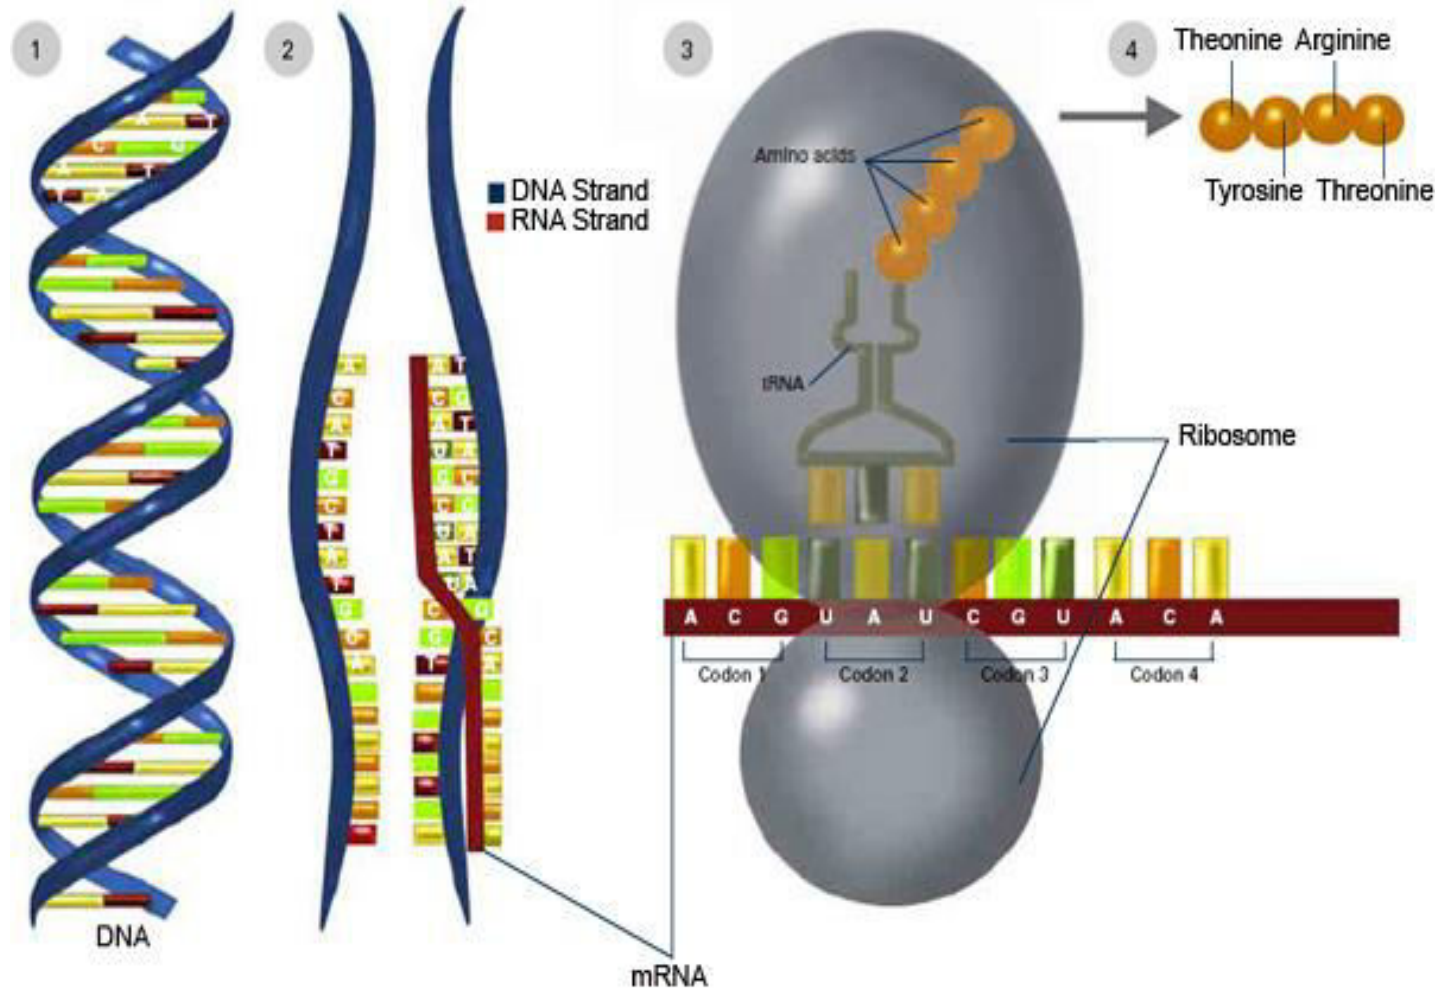 1
2
3
4
Theonine Arginine
Tyrosine Threonine
DNA Strand
RNA Strand
Amino acids
tRNA
Ribosome
A T
C G
A T
T A
A
C
A
T
G
C
T
A
T
G
A
A T
C G
A T
U A
G C
C G
U A
A T
U A
C G
G C
T A
A C G U A U C G U A C A
Codon 1 Codon 2 Codon 3 Codon 4
DNA
mRNA